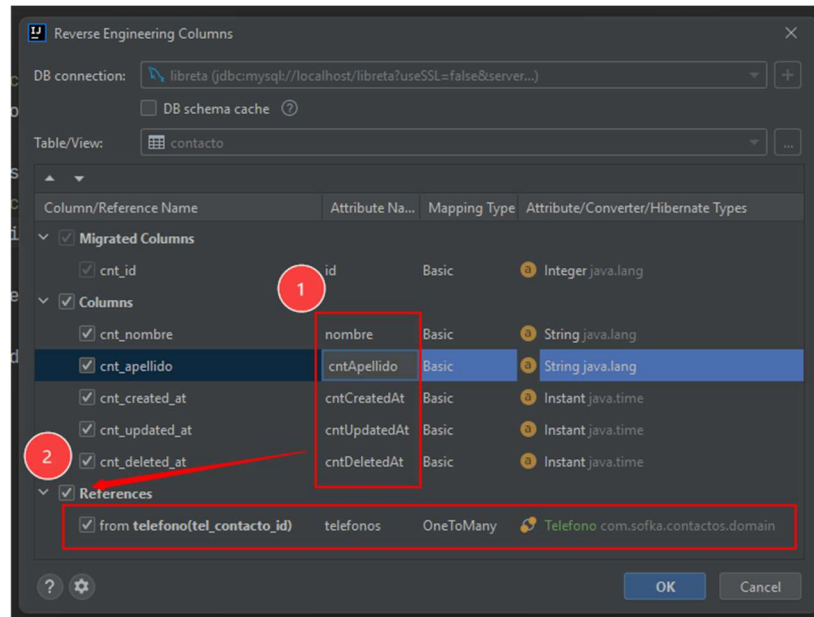 Reverse Engineering Columns
DB connection: libreta (jdbc:mysql://localhost/libreta?useSSL=false&server...)
DB schema cache
Table/View: contacto
Column/Reference Name Attribute Na... Mapping Type Attribute/Converter/Hibernate Types
Migrated Columns
cnt_id id Basic a Integer java.lang
1
Columns
cnt_nombre nombre Basic a String java.lang
cnt_apellido cntApellido Basic a String java.lang
cnt_created_at cntCreatedAt Basic a Instant java.time
cnt_updated_at cntUpdatedAt Basic a Instant java.time
2
cnt_deleted_at cntDeletedAt Basic a Instant java.time
References
from telefono(tel_contacto_id) telefonos OneToMany Telefono com.sofka.contactos.domain
? OK Cancel